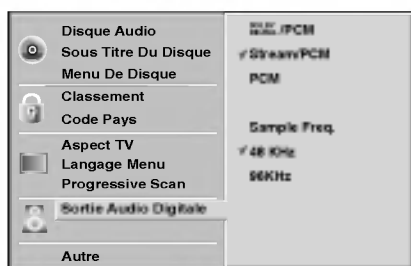 Disque Audio
Sous Titre Du Disque
Menu De Disque
Classement
Code Pays
Aspect TV
Langage Menu
Progressive Scan
Sortie Audio Digitale
Autre
/PCM
Stream/PCM
PCM
Sample Freq.
48 KHz
96KHz